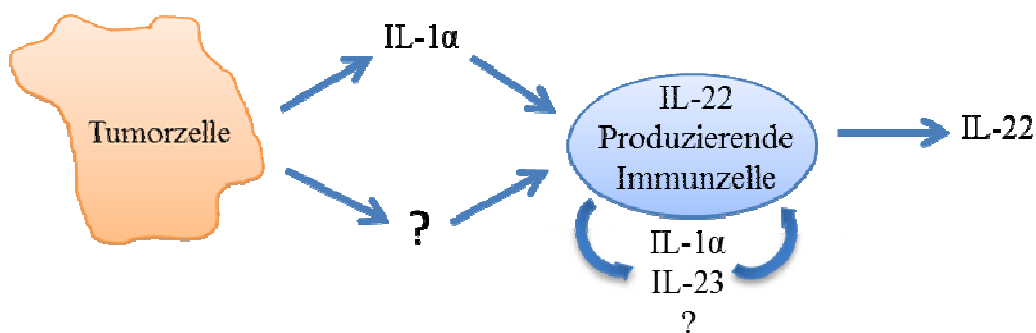 IL-1α
Tumorzelle
?
IL-22
Produzierende
Immunzelle
IL-22
IL-1α
IL-23
?